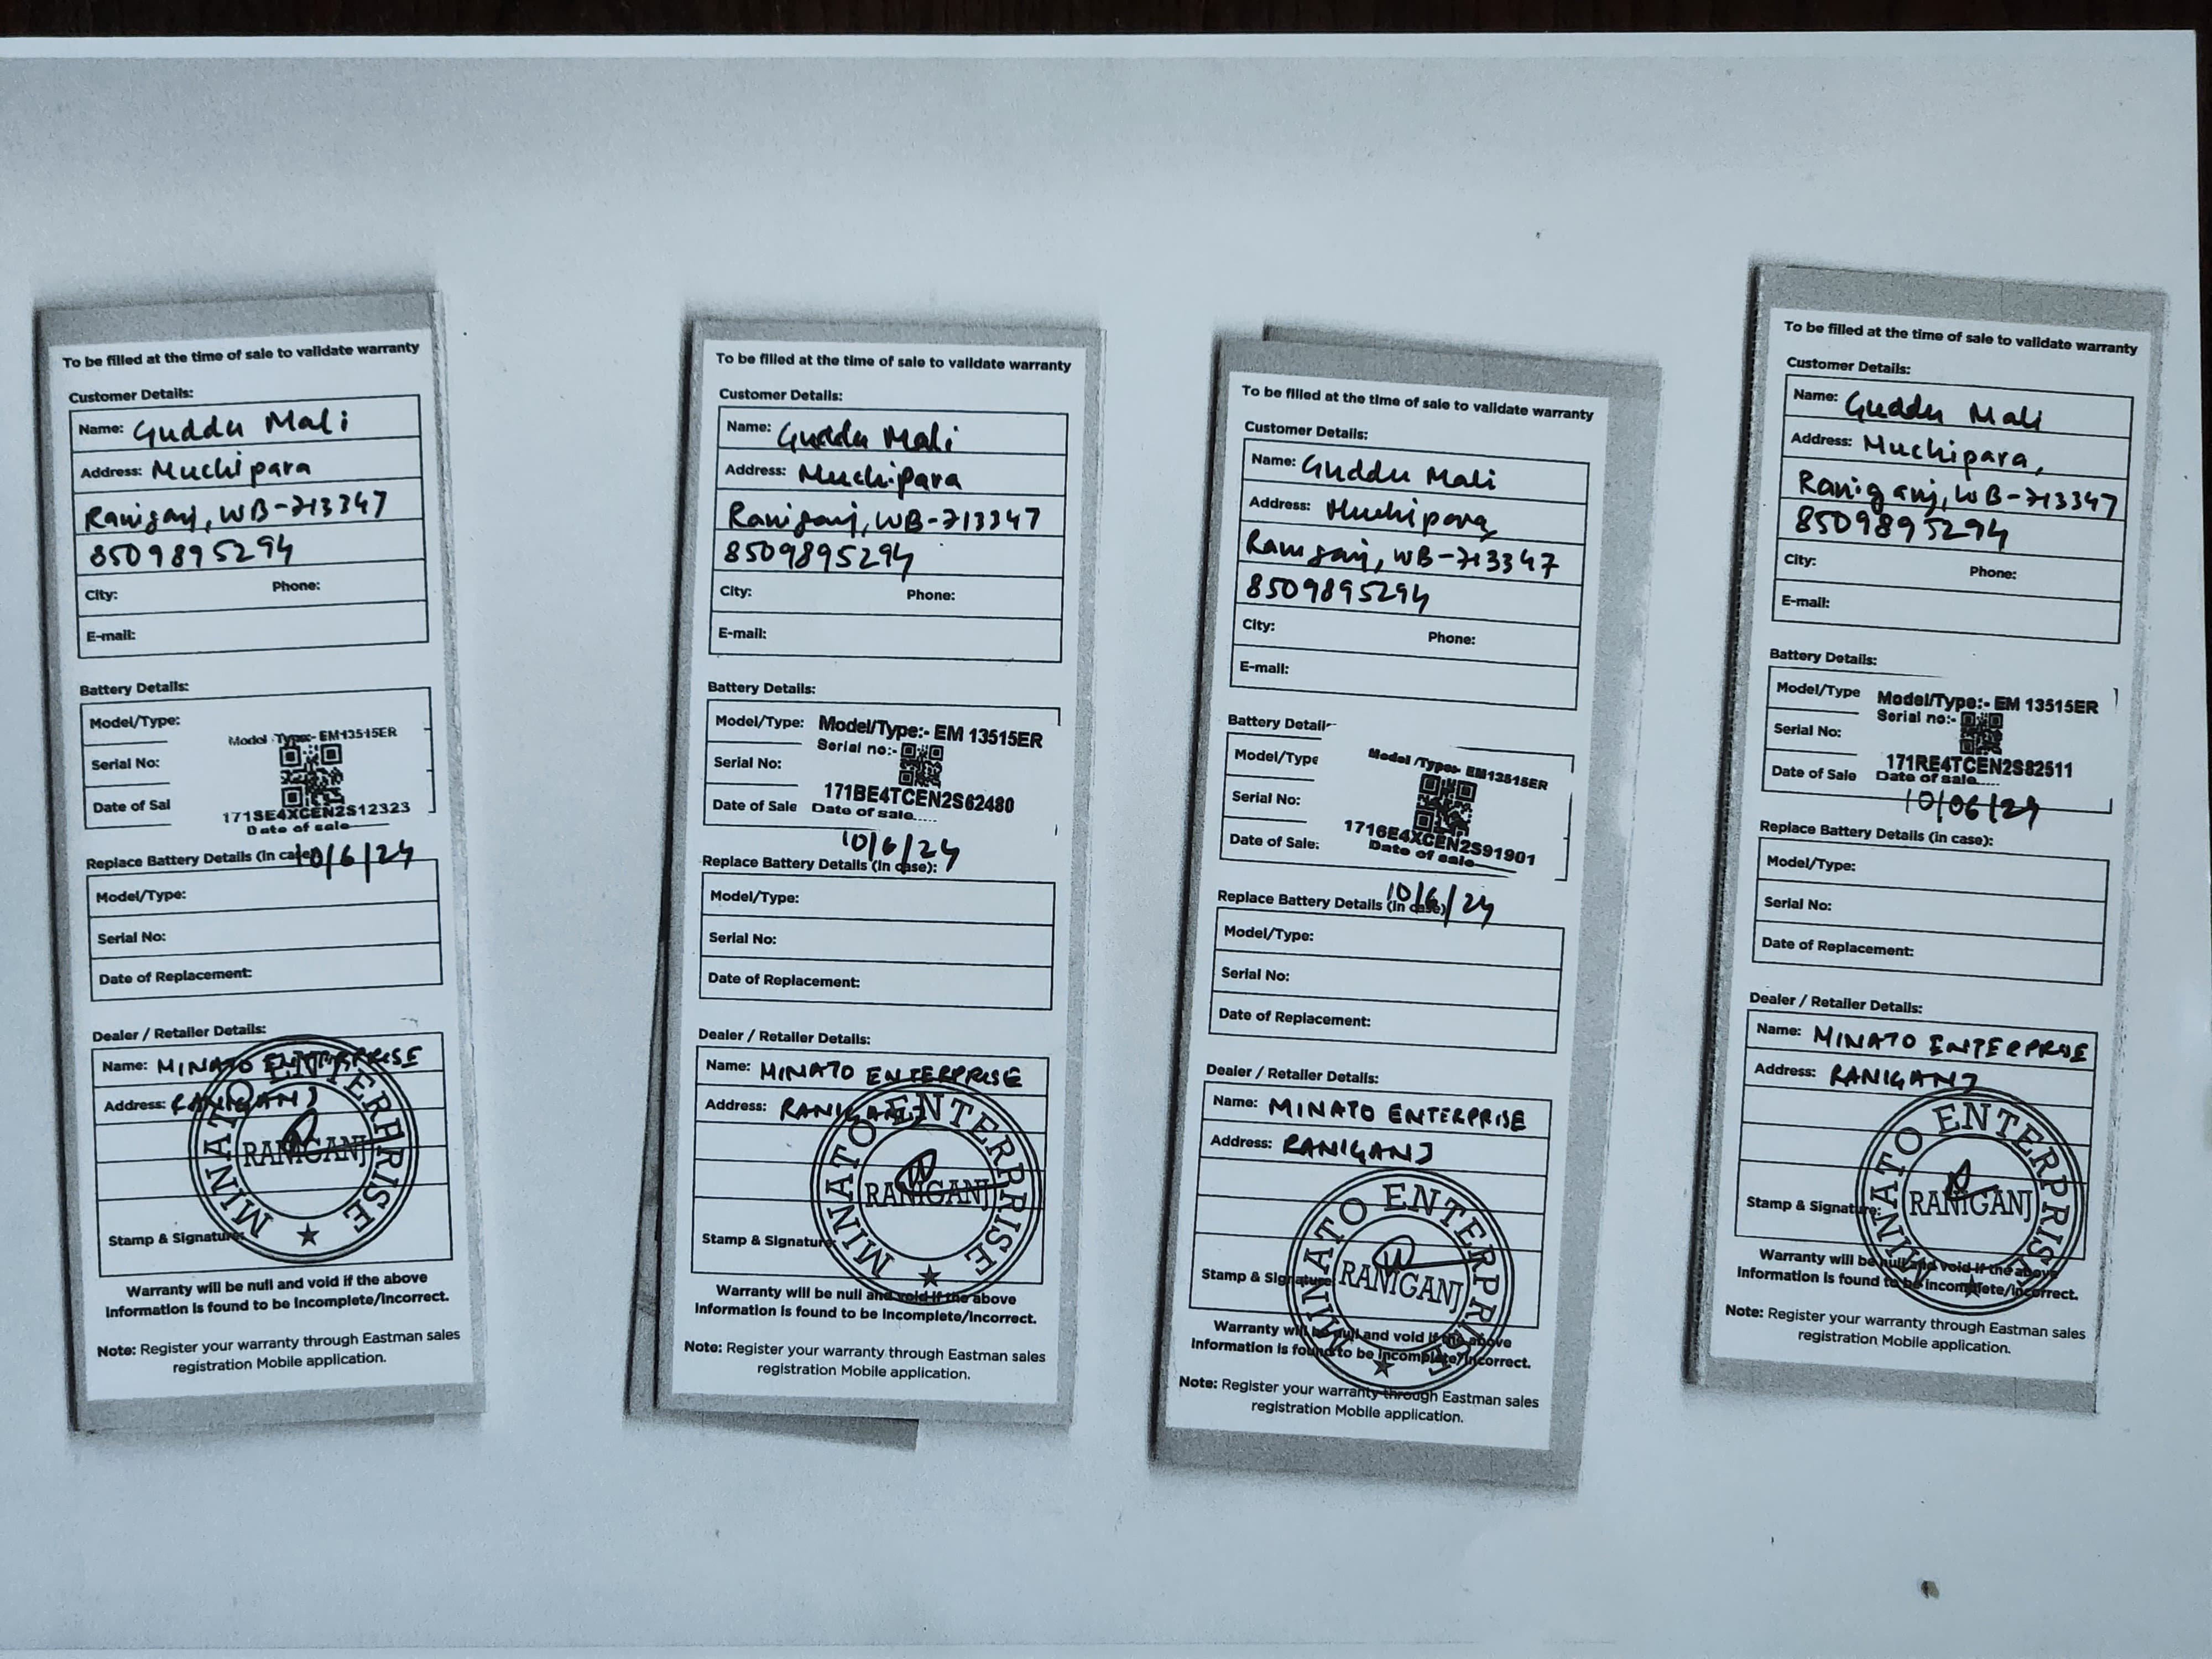 To be filled at the time of sale to validate warranty
Customer Details:
Name: Guddu Mali
Address: Muchipara
Raniganj, WB-713347
8509895294
City: Phone:
E-mail:
Battery Details:
Model/Type:
Model Type:- EM13515ER
Serial No:
Date of Sal
171SE4XCEN2S12323
Date of sale
10/6/24
Replace Battery Details (in case
Model/Type:
Serial No:
Date of Replacement:
Dealer / Retailer Details:
Name: MINATO ENTERPRISE
Address: RANIGANJ
MINATO ENTERPRISE
RANIGANJ
Stamp & Signature:
Warranty will be null and void if the above
information is found to be incomplete/incorrect.
Note: Register your warranty through Eastman sales
registration Mobile application.
To be filled at the time of sale to validate warranty
Customer Details:
Name: Guddu Mali
Address: Muchipara
Raniganj, WB-713347
8509895294
City: Phone:
E-mail:
Battery Details:
Model/Type: Model/Type:- EM 13515ER
Serial no:-
Serial No:
171BE4TCEN2S62480
Date of Sale Date of sale.....
10/6/24
Replace Battery Details (in case):
Model/Type:
Serial No:
Date of Replacement:
Dealer / Retailer Details:
Name: MINATO ENTERPRISE
Address: RANIGANJ
MINATO ENTERPRISE
RANIGANJ
Stamp & Signature
Warranty will be null and void if the above
information is found to be incomplete/incorrect.
Note: Register your warranty through Eastman sales
registration Mobile application.
To be filled at the time of sale to validate warranty
Customer Details:
Name: Guddu Mali
Address: Muchipara
Raniganj, WB-713347
8509895294
City: Phone:
E-mail:
Battery Detail
Model/Type
Model /Type:- EM13515ER
Serial No:
1716E4XCEN2S91901
Date of Sale: Date of sale
10/6/24
Replace Battery Details (in case)
Model/Type:
Serial No:
Date of Replacement:
Dealer / Retailer Details:
Name: MINATO ENTERPRISE
Address: RANIGANJ
MINATO ENTERPRISE
RANIGANJ
Stamp & Signature
Warranty will be null and void if the above
information is found to be incomplete/incorrect.
Note: Register your warranty through Eastman sales
registration Mobile application.
To be filled at the time of sale to validate warranty
Customer Details:
Name: Guddu Mali
Address: Muchipara,
Raniganj, WB-713347
8509895294
City: Phone:
E-mail:
Battery Details:
Model/Type Model/Type:- EM 13515ER
Serial no:-
Serial No:
171RE4TCEN2S82511
Date of Sale Date of sale.....
10/06/24
Replace Battery Details (in case):
Model/Type:
Serial No:
Date of Replacement:
Dealer / Retailer Details:
Name: MINATO ENTERPRISE
Address: RANIGANJ
MINATO ENTERPRISE
RANIGANJ
Stamp & Signature:
Warranty will be null and void if the above
information is found to be incomplete/incorrect.
Note: Register your warranty through Eastman sales
registration Mobile application.